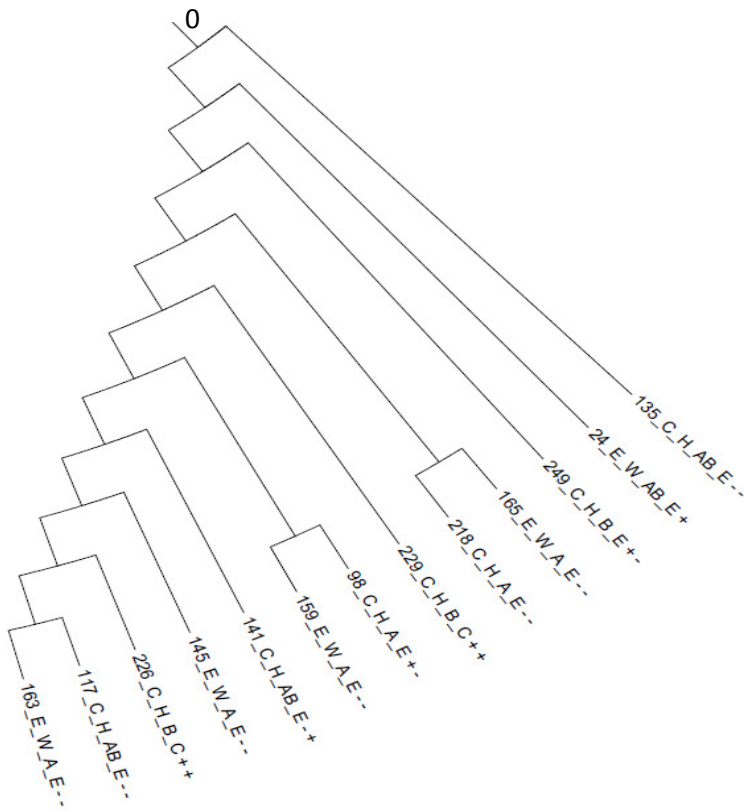 0
135_C_H_AB_E--
24_E_W_AB_E+
249_C_H_B_E+-
165_E_W_A_E--
218_C_H_A_E--
229_C_H_B_C++
98_C_H_A_E+-
159_E_W_A_E--
141_C_H_AB_E-+
145_E_W_A_E--
226_C_H_B_C++
117_C_H_AB_E--
163_E_W_A_E--